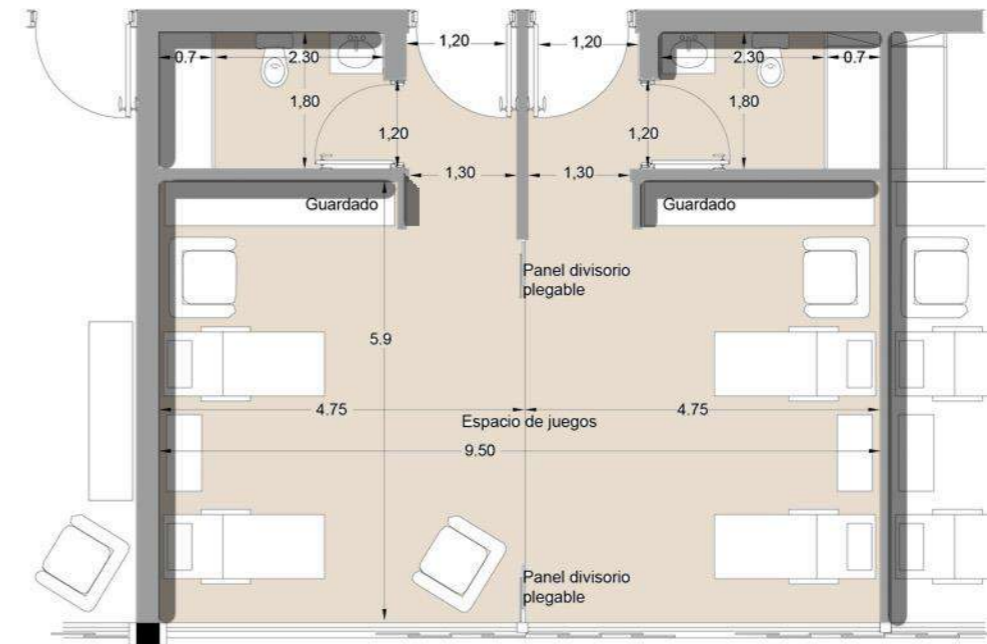 1,20
1,20
0.7
2.30
2.30
0.7
1,80
1,80
1,20
1,20
1,30
1,30
Guardado
Guardado
Panel divisorio
plegable
5.9
4.75
4.75
Espacio de juegos
9.50
Panel divisorio
plegable